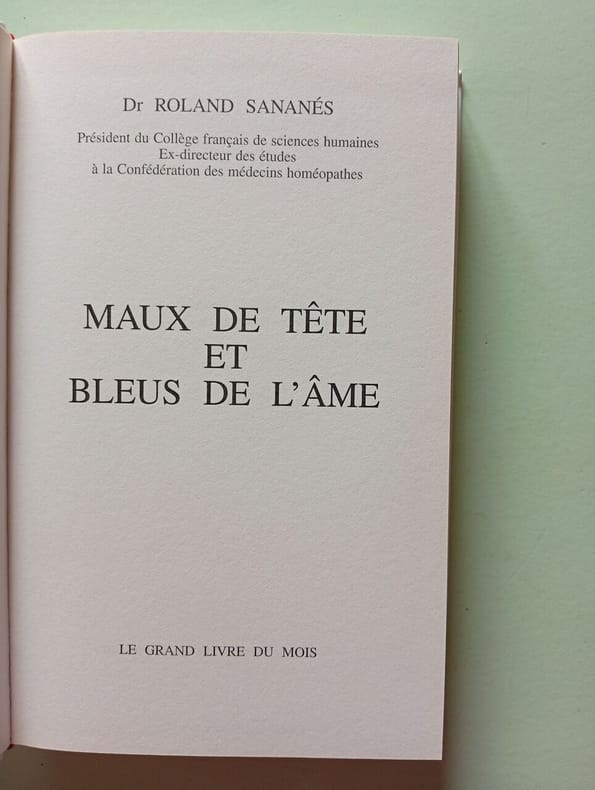 Dr ROLAND SANANÉS
Président du Collège français de sciences humaines
Ex-directeur des études
à la Confédération des médecins homéopathes
MAUX DE TÊTE
ET
BLEUS DE L'ÂME
LE GRAND LIVRE DU MOIS